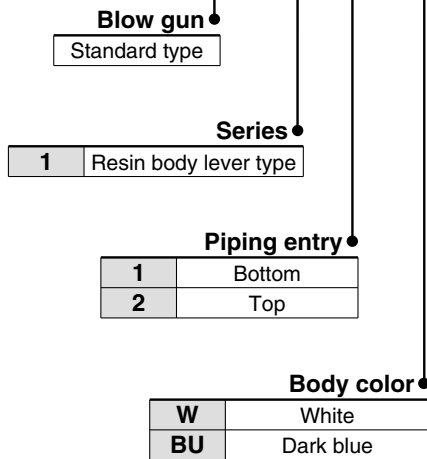 Blow gun
Standard type
Series
1 Resin body lever type
Piping entry
1 Bottom
2 Top
Body color
W White
BU Dark blue